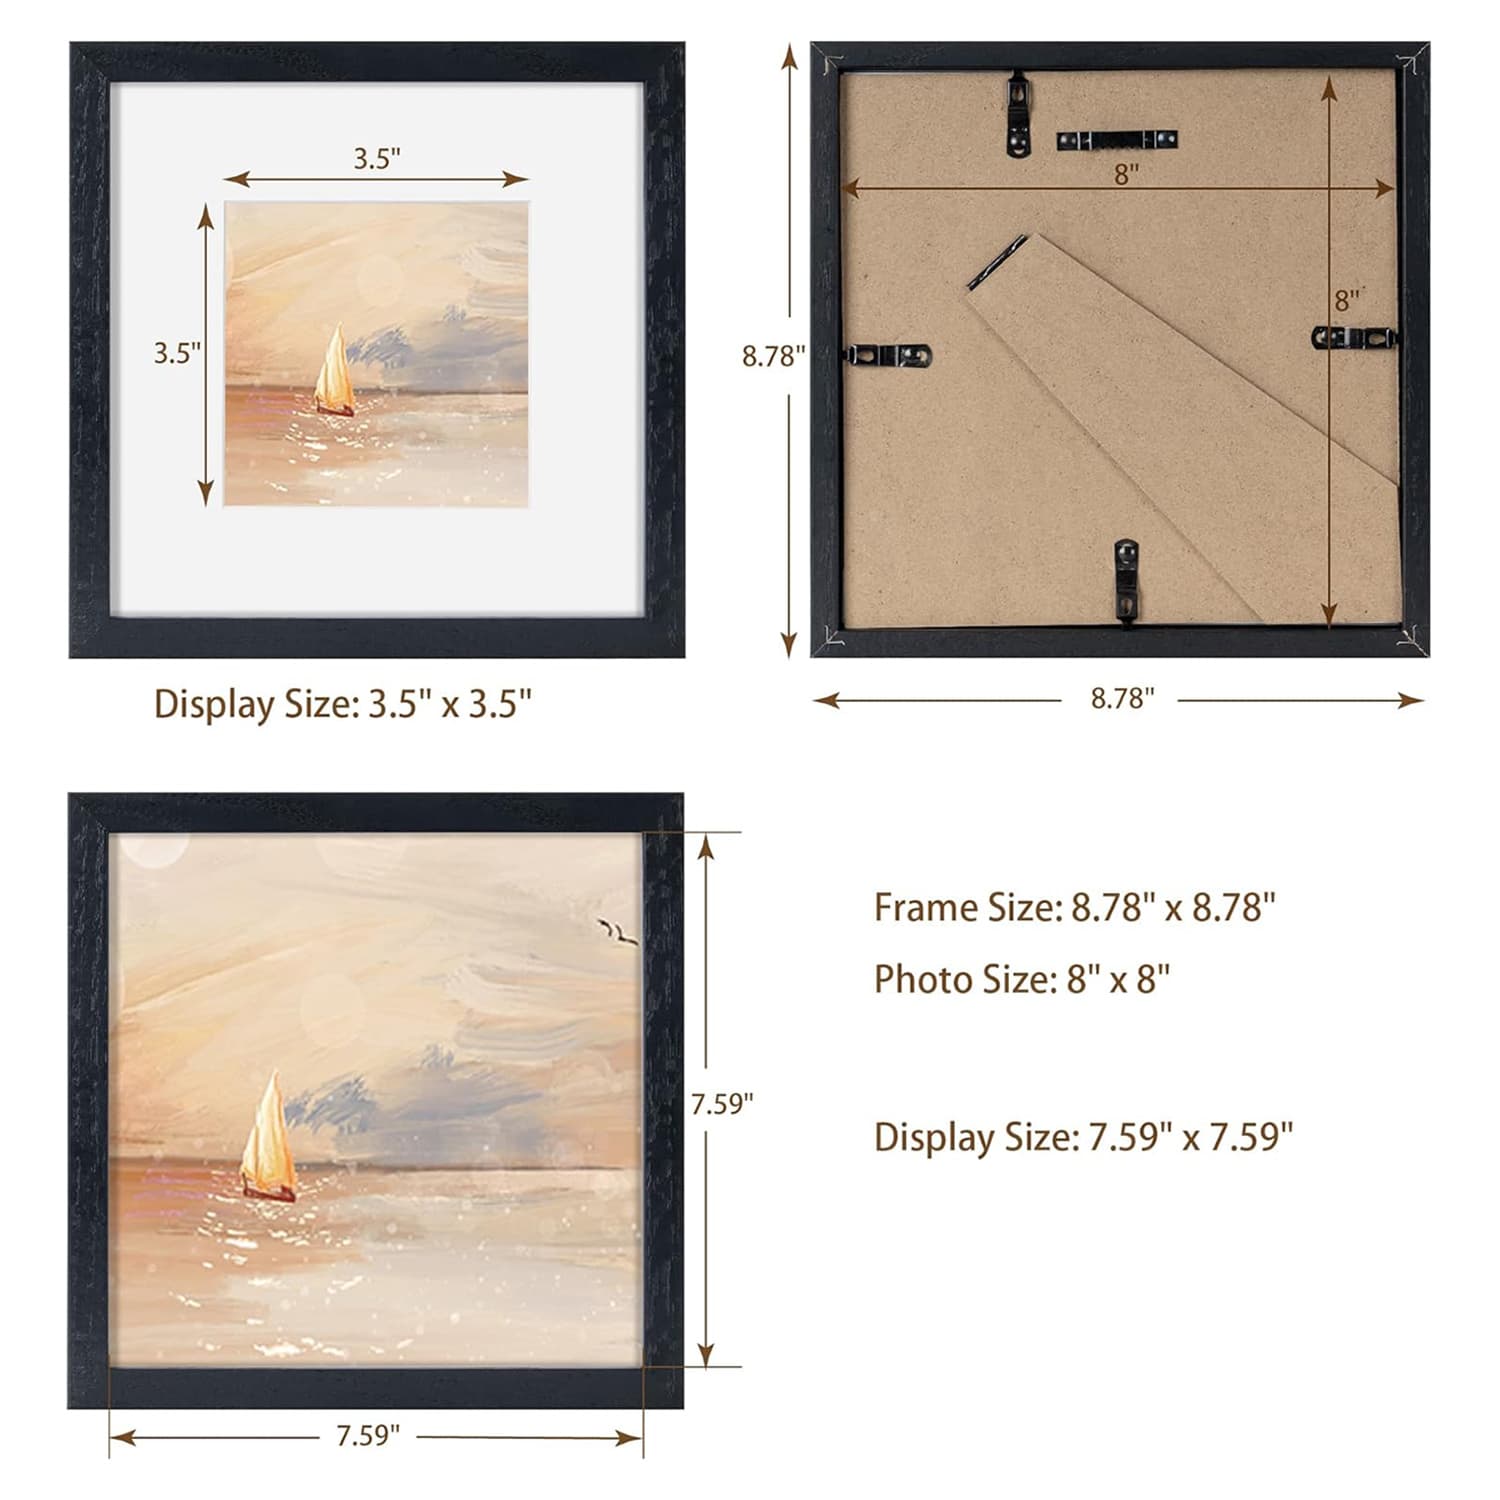 3.5"
3.5"
Display Size: 3.5" x 3.5"
8"
8"
8.78"
8.78"
7.59"
7.59"
Frame Size: 8.78" x 8.78"
Photo Size: 8" x 8"
Display Size: 7.59" x 7.59"